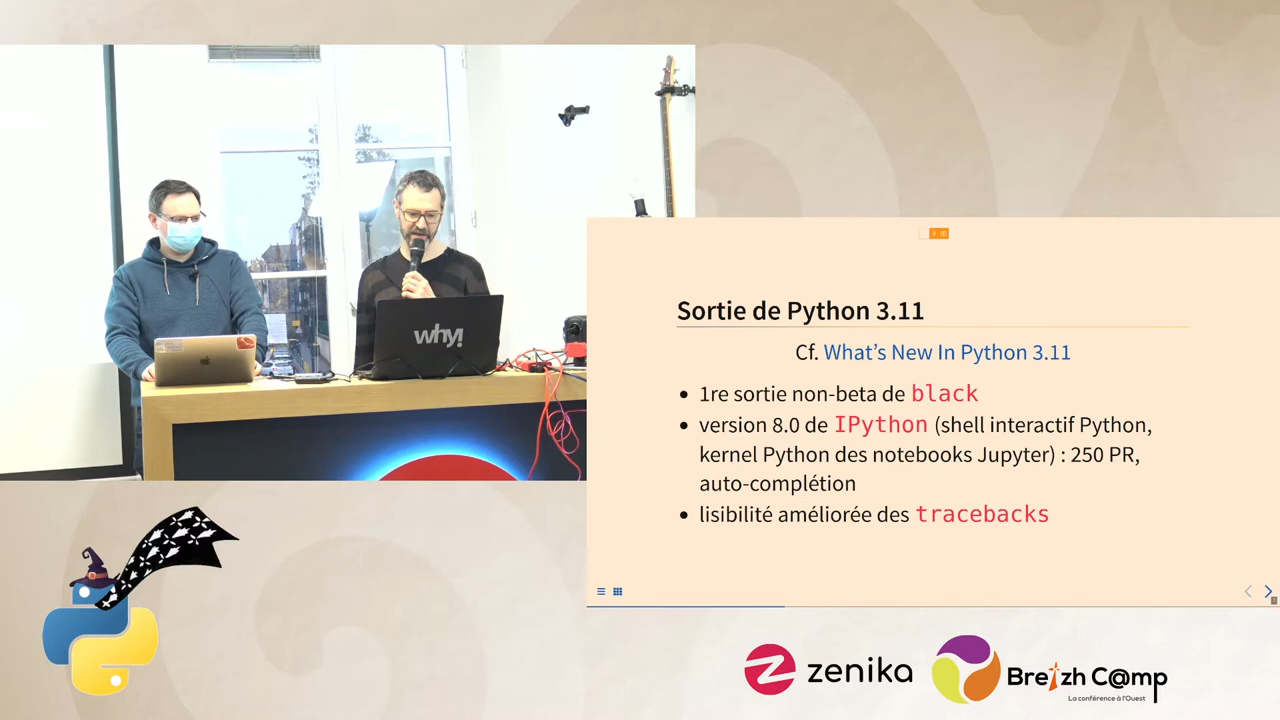 why!
Sortie de Python 3.11
Cf. What's New In Python 3.11
1re sortie non-beta de black
version 8.0 de IPython (shell interactif Python,
kernel Python des notebooks Jupyter) : 250 PR,
auto-complétion
lisibilité améliorée des tracebacks
zenika
Breizh C@mp
La conférence à l'Ouest